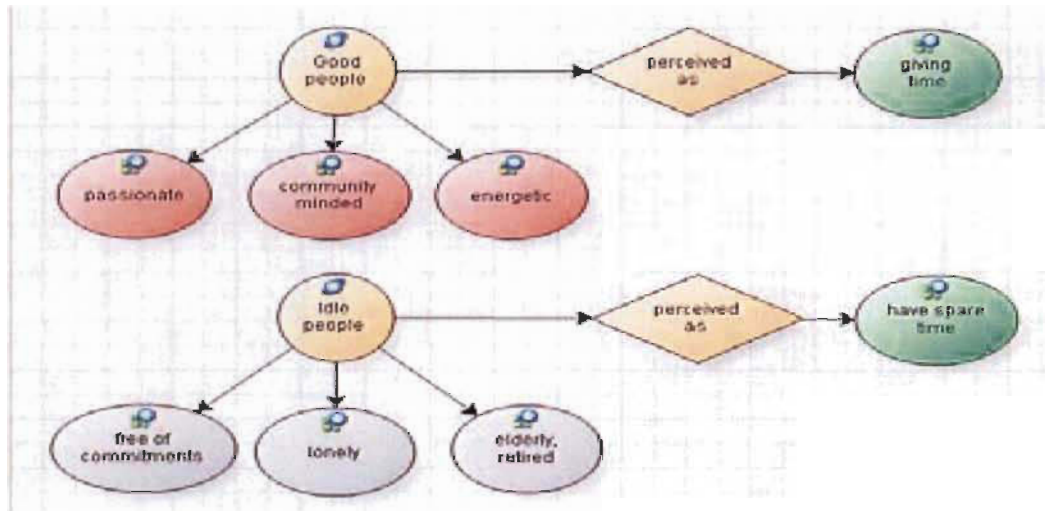 Good
people
perceived
as
giving
time
passionate
community
minded
energetic
Idle
people
perceived
as
have spare
time
free of
commitments
lonely
elderly,
retired